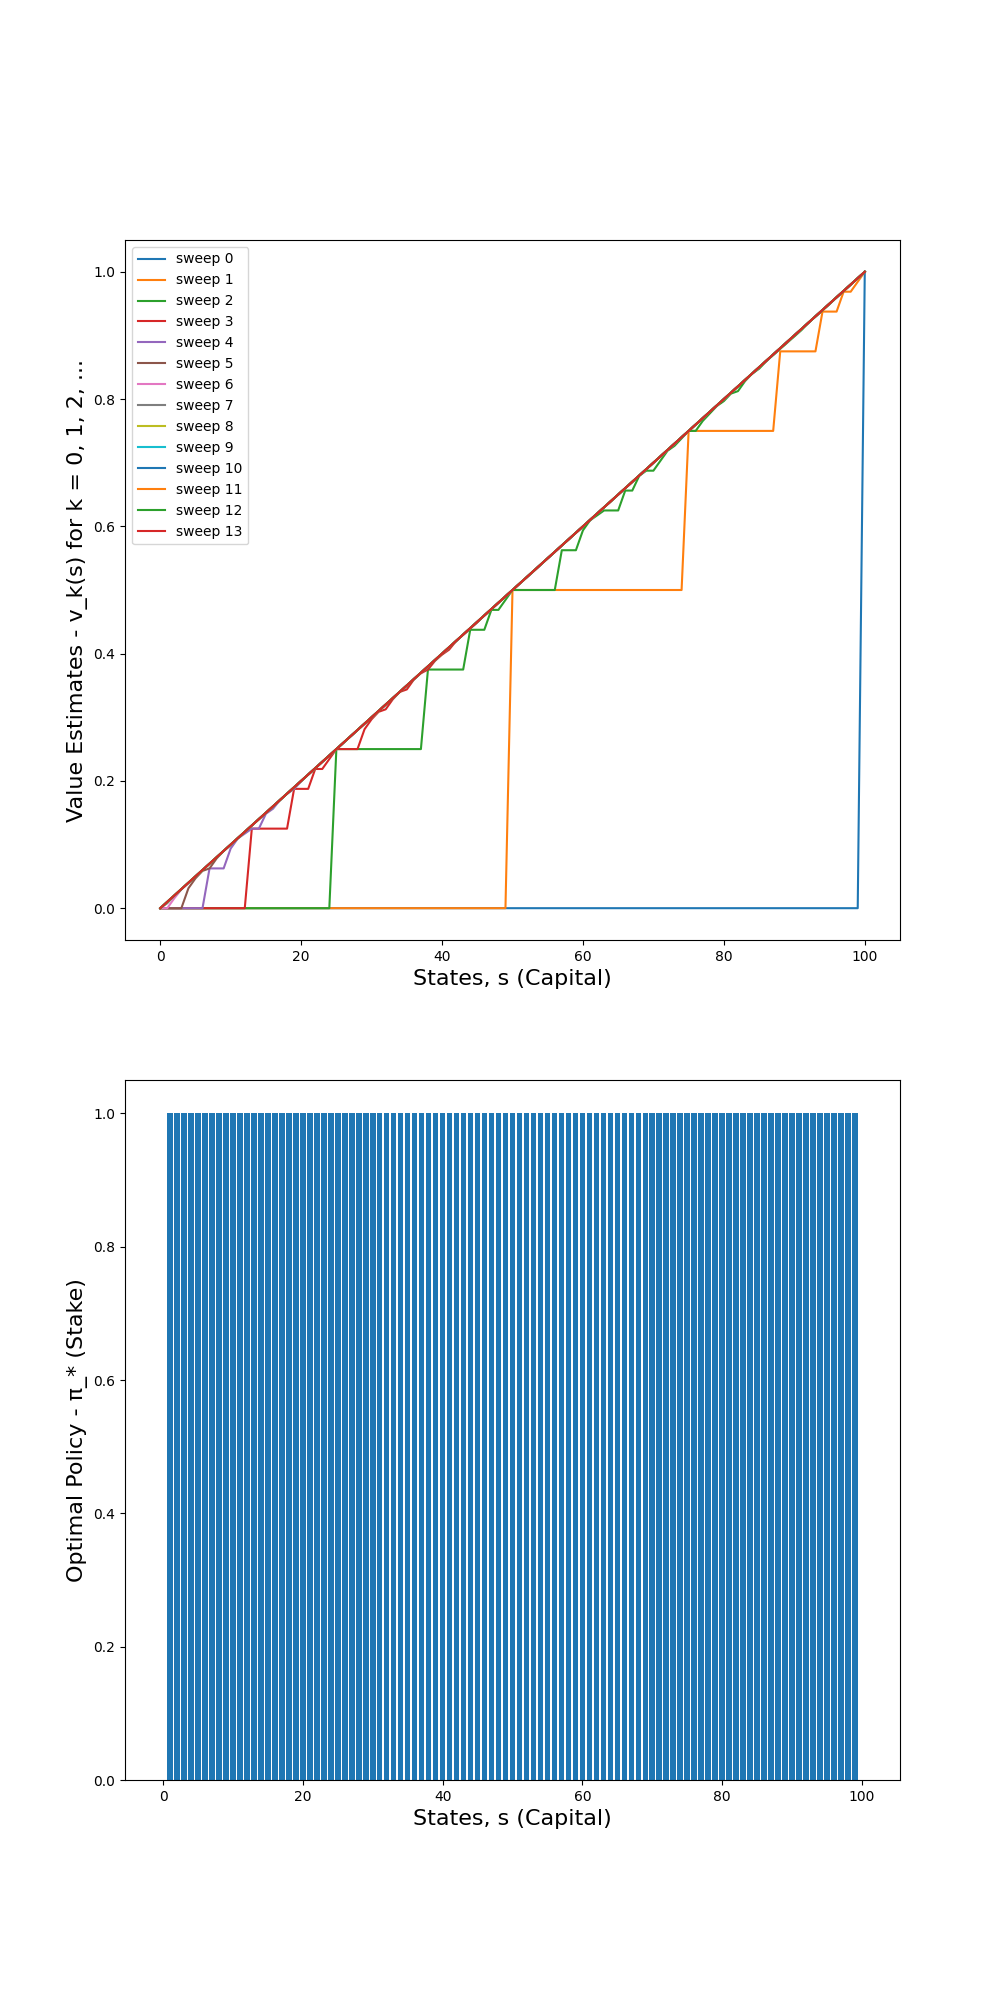 Value Estimates - v_k(s) for k = 0, 1, 2, ...
1.0
0.8
0.6
0.4
0.2
0.0
sweep 0
sweep 1
sweep 2
sweep 3
sweep 4
sweep 5
sweep 6
sweep 7
sweep 8
sweep 9
sweep 10
sweep 11
sweep 12
sweep 13
0 20 40 60 80 100
States, s (Capital)
Optimal Policy - π_* (Stake)
1.0
0.8
0.6
0.4
0.2
0.0
0 20 40 60 80 100
States, s (Capital)